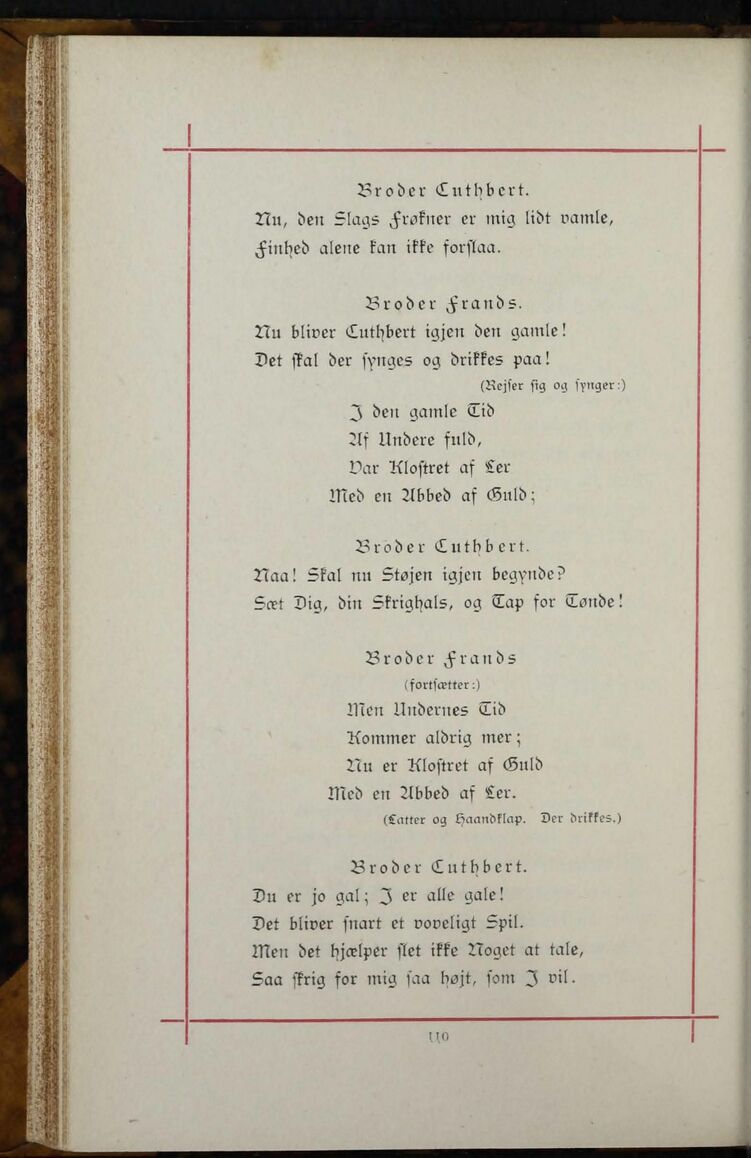 Broder Cuthbert.
Nu, den Slags Frøkner er mig lidt vamle,
Finhed alene kan ikke forslaa.
Broder Frands.
Nu bliver Cuthbert igjen den gamle!
Det skal der synges og drikkes paa!
(Rejser sig og synger:)
I den gamle Tid
Af Undere fuld,
Var Klostret af Ler
Med en Abbed af Guld;
Broder Cuthbert.
Naa! Skal nu Støjen igjen begynde?
Sæt Dig, din Skrighals, og Tap for Tønde!
Broder Frands
(fortsætter:)
Men Undernes Tid
Kommer aldrig mer;
Nu er Klostret af Guld
Med en Abbed af Ler.
(Latter og Haandklap. Der drikkes.)
Broder Cuthbert.
Du er jo gal; I er alle gale!
Det bliver snart et voveligt Spil.
Men det hjælper slet ikke Noget at tale,
Saa skrig for mig saa højt, som I vil.
110